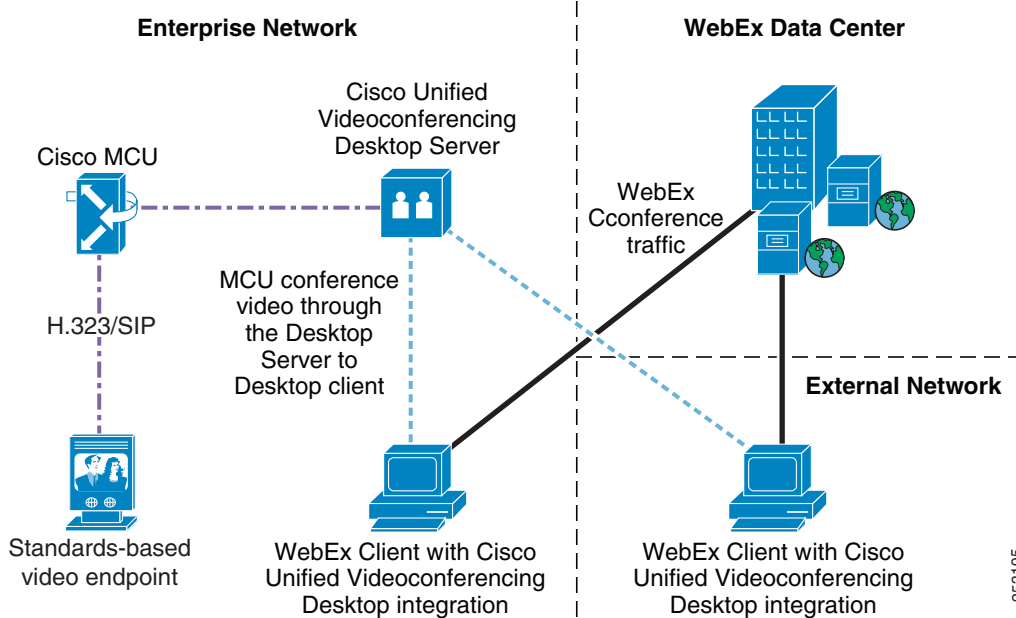 Enterprise Network
WebEx Data Center
Cisco Unified
Videoconferencing
Desktop Server
Cisco MCU
WebEx
Cconference
traffic
MCU conference
video through
the Desktop
Server to
Desktop client
H.323/SIP
External Network
Standards-based
video endpoint
WebEx Client with Cisco
Unified Videoconferencing
Desktop integration
WebEx Client with Cisco
Unified Videoconferencing
Desktop integration